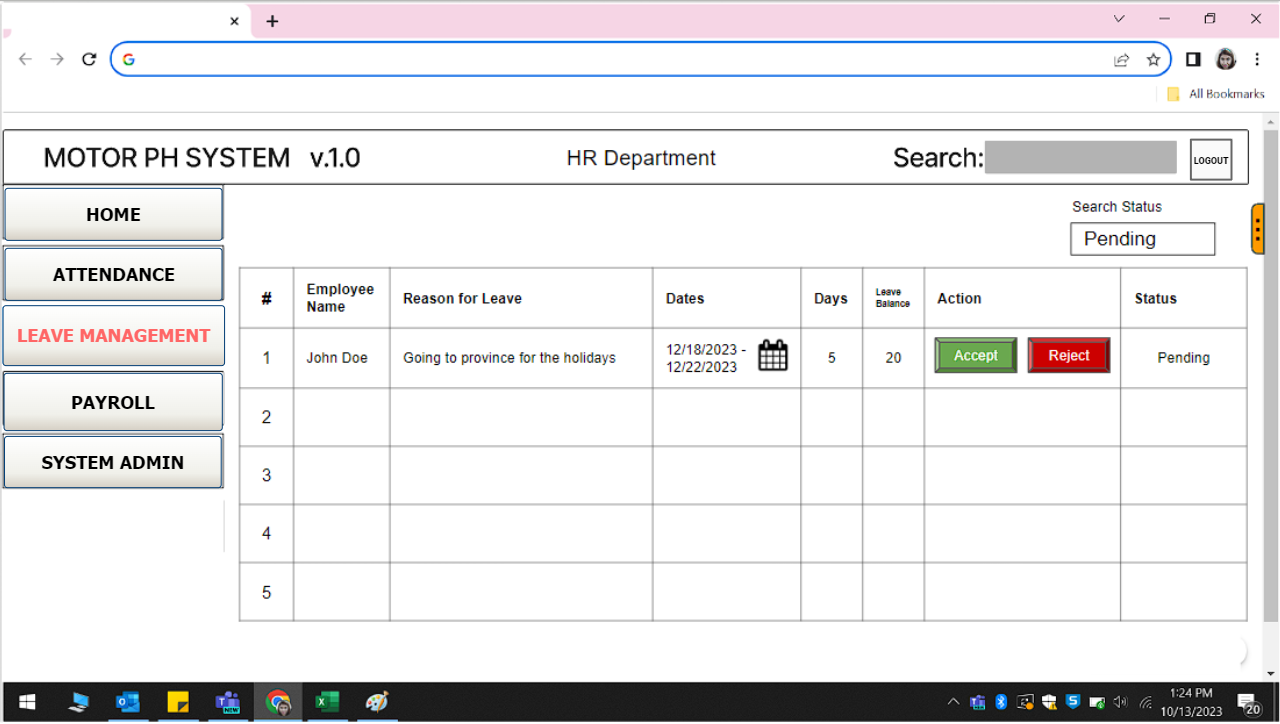 All Bookmarks
MOTOR PH SYSTEM v.1.0
HR Department
Search:
LOGOUT
HOME
ATTENDANCE
LEAVE MANAGEMENT
PAYROLL
SYSTEM ADMIN
Search Status
Pending
# Employee Name Reason for Leave Dates Days Leave Balance Action Status
1 John Doe Going to province for the holidays 12/18/2023 - 12/22/2023 5 20 Accept Reject Pending
2
3
4
5
NEW
1:24 PM
10/13/2023
20